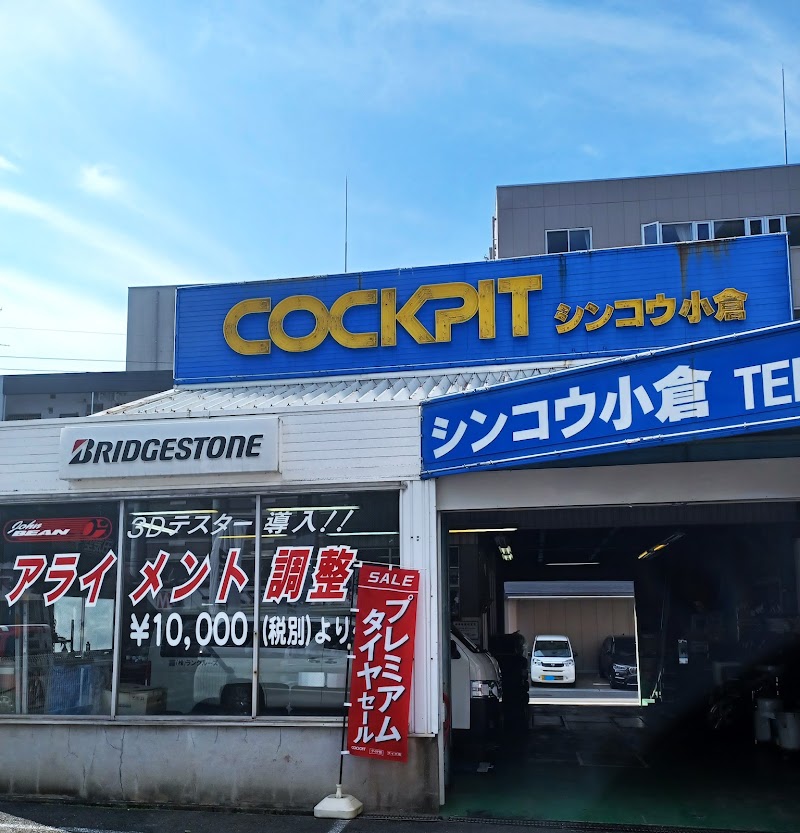 COCKPIT シンコウ小倉
シンコウ小倉 TEL
BRIDGESTONE
John BEAN
3Dテスター 導入!!
アライメント調整
¥10,000(税別)より
SALE
プレミアム
タイヤセール
COCKPIT